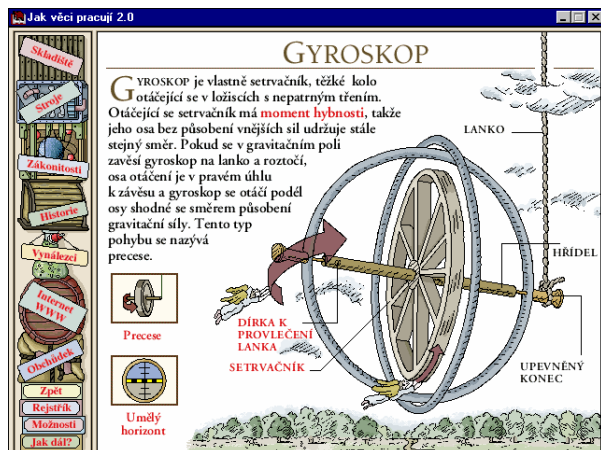 Jak věci pracují 2.0
Skladiště
Stroje
Zákonitosti
Historie
Vynálezci
Internet
WWW
Obchůdek
Zpět
Rejstřík
Možnosti
Jak dál?
GYROSKOP
GYROSKOP je vlastně setrvačník, těžké kolo
otáčející se v ložiscích s nepatrným třením.
Otáčející se setrvačník má moment hybnosti, takže
jeho osa bez působení vnějších sil udržuje stále
stejný směr. Pokud se v gravitačním poli
zavěsí gyroskop na lanko a roztočí,
osa otáčení je v pravém úhlu
k závěsu a gyroskop se otáčí podél
osy shodné se směrem působení
gravitační síly. Tento typ
pohybu se nazývá
precese.
Precese
Umělý
horizont
LANKO
HŘÍDEL
DÍRKA K
PROVLEČENÍ
LANKA
SETRVAČNÍK
UPEVNĚNÝ
KONEC